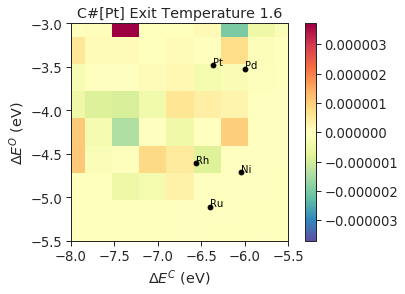 C#[Pt] Exit Temperature 1.6
−3.0
−3.5
−4.0
−4.5
−5.0
−5.5
ΔE^O (eV)
Pt
Pd
Rh
Ni
Ru
−8.0 −7.5 −7.0 −6.5 −6.0 −5.5
ΔE^C (eV)
0.000003
0.000002
0.000001
0.000000
−0.000001
−0.000002
−0.000003